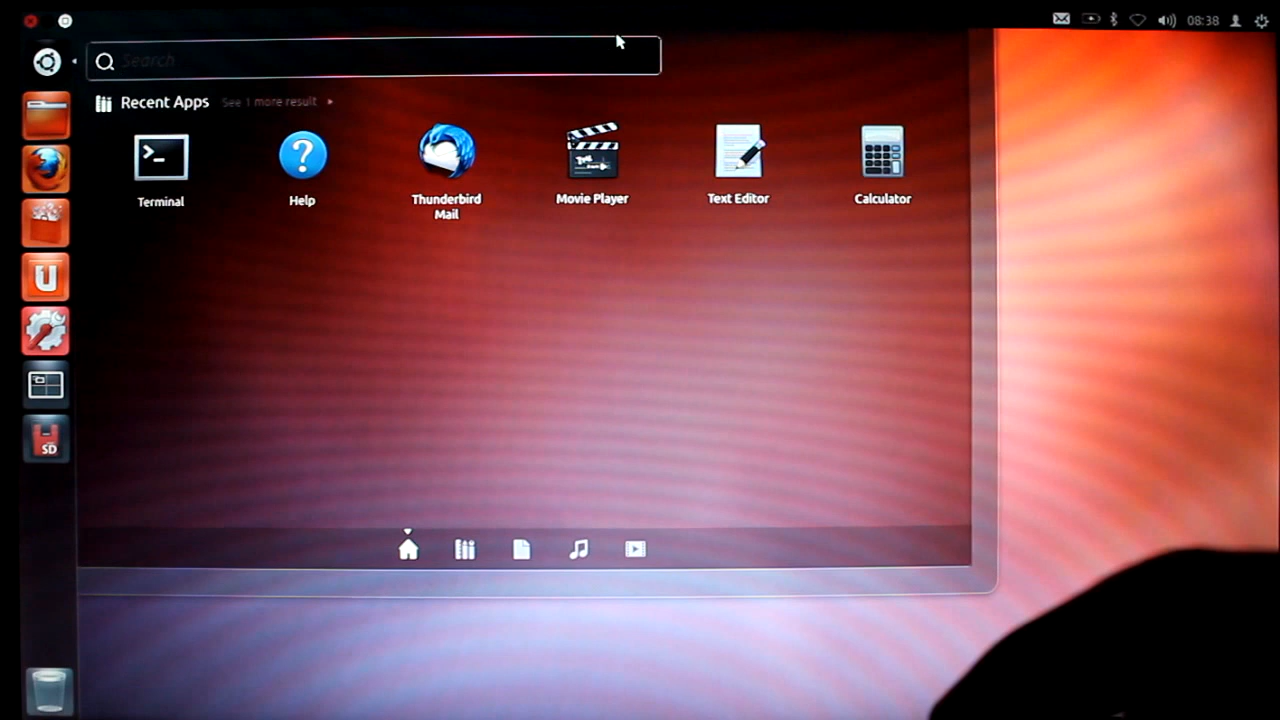 08:38
Search
Recent Apps See 1 more result
Terminal
Help
Thunderbird
Mail
Movie Player
Text Editor
Calculator
U
SD